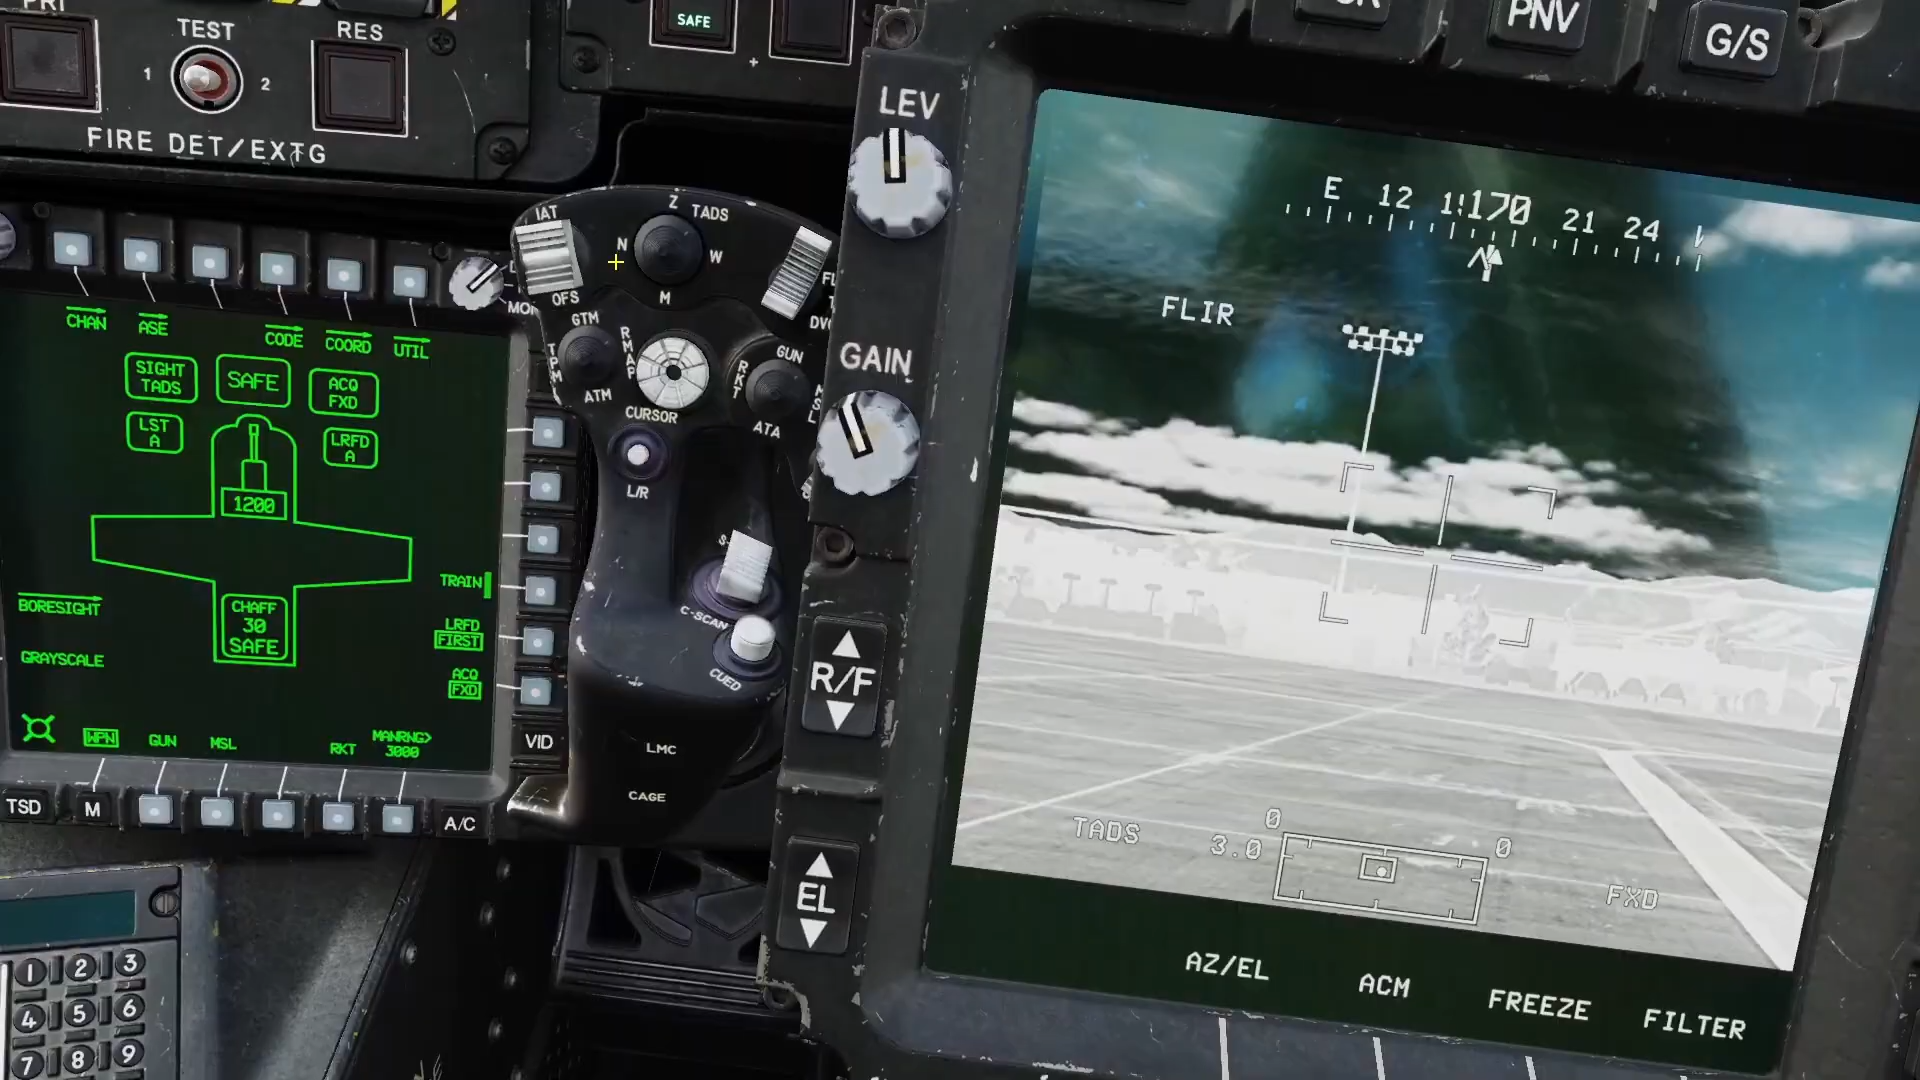 PRI
TEST
RES
1
2
FIRE DET/EXTG
SAFE
PNV
G/S
LEV
GAIN
R/F
EL
IAT
OFS
Z
TADS
N
W
M
GTM
TPM
RMAP
ATM
GUN
RKT
MSL
ATA
CURSOR
L/R
C-SCAN
CUED
LMC
CAGE
CHAN
ASE
CODE
COORD
UTIL
SIGHT
TADS
SAFE
ACQ
FXD
LST
A
LRFD
A
1200
CHAFF
30
SAFE
TRAIN
BORESIGHT
LRFD
FIRST
GRAYSCALE
ACQ
FXD
WPN
GUN
MSL
RKT
MANRNG>
3000
VID
TSD
M
A/C
1
2
3
4
5
6
7
8
9
E 12 170 21 24
FLIR
TADS
3.0
0
0
FXD
AZ/EL
ACM
FREEZE
FILTER